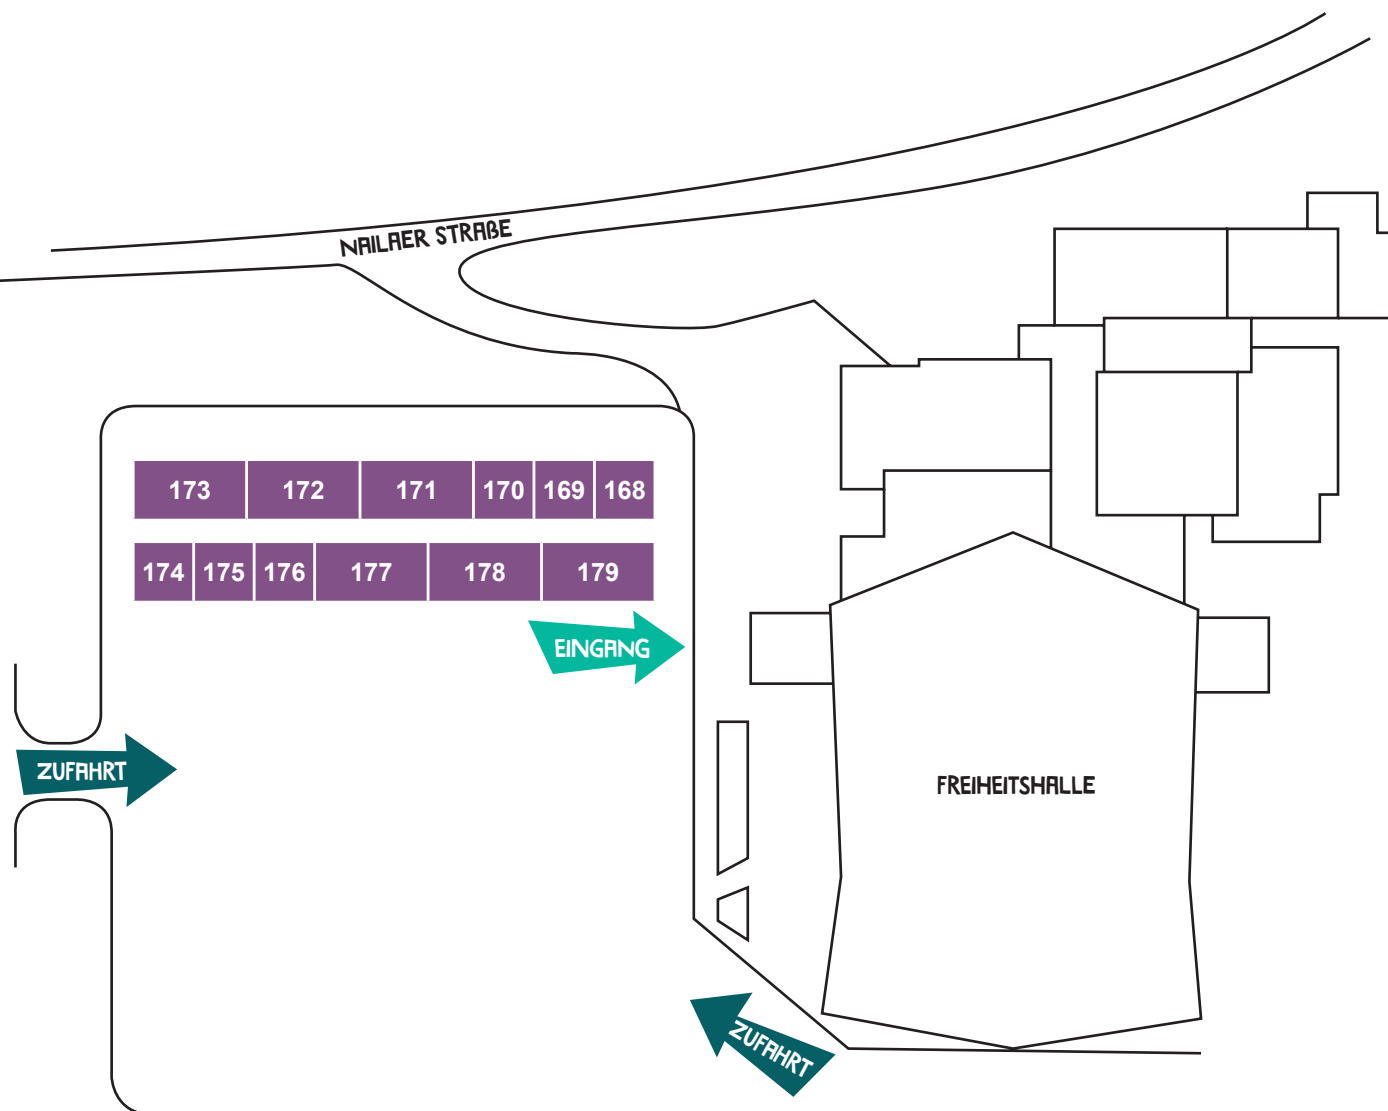 NAILAER STRAßE
173 172 171 170 169 168
174 175 176 177 178 179
EINGANG
ZUFAHRT
FREIHEITSHALLE
ZUFAHRT